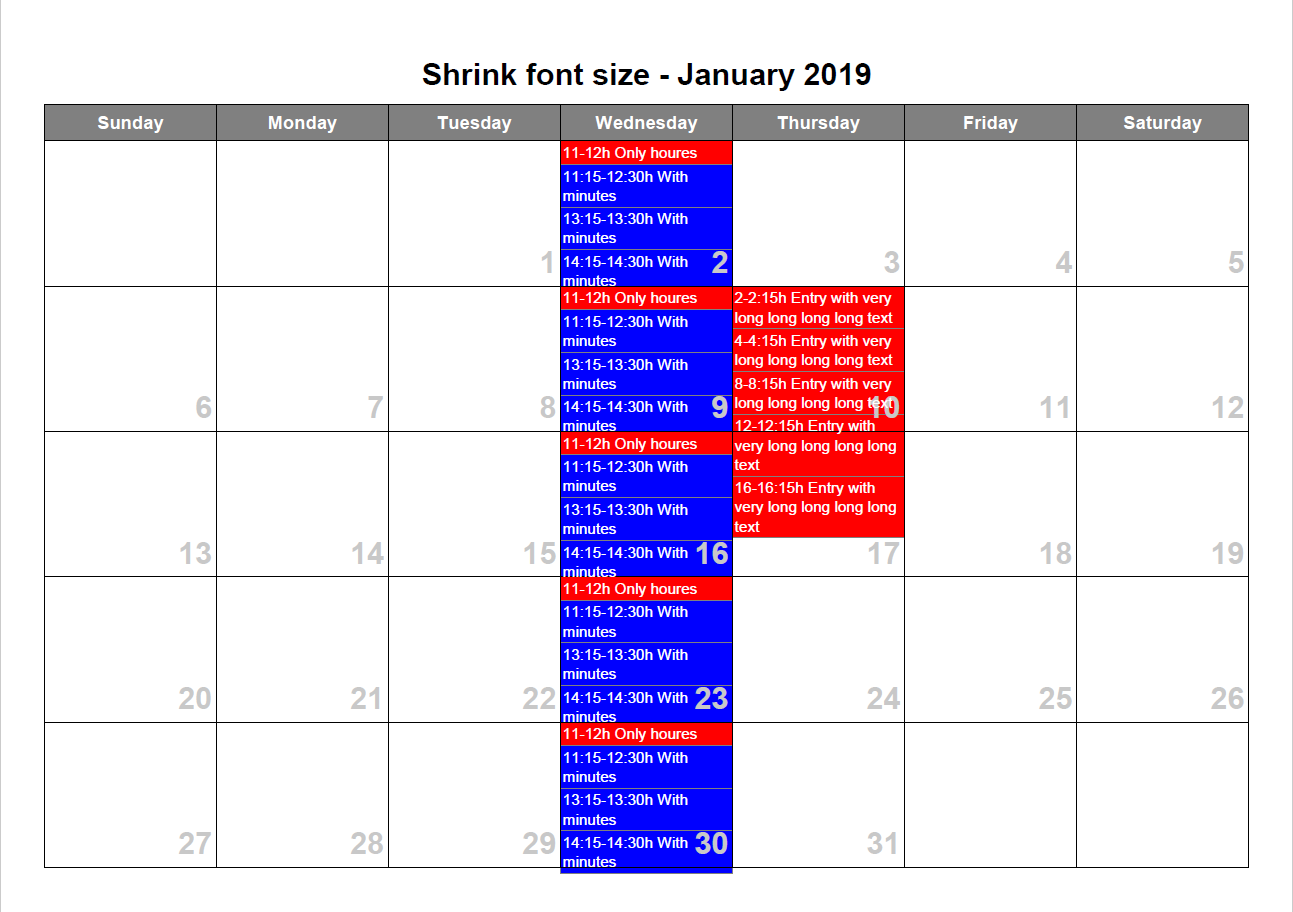 Shrink font size - January 2019
Sunday Monday Tuesday Wednesday Thursday Friday Saturday
11-12h Only houres
11:15-12:30h With
minutes
13:15-13:30h With
minutes
14:15-14:30h With
minutes
1 2 3 4 5
11-12h Only houres
11:15-12:30h With
minutes
13:15-13:30h With
minutes
14:15-14:30h With
minutes
2-2:15h Entry with very
long long long long text
4-4:15h Entry with very
long long long long text
8-8:15h Entry with very
long long long long text
12-12:15h Entry with
very long long long long
text
16-16:15h Entry with
very long long long long
text
6 7 8 9 10 11 12
11-12h Only houres
11:15-12:30h With
minutes
13:15-13:30h With
minutes
14:15-14:30h With
minutes
13 14 15 16 17 18 19
11-12h Only houres
11:15-12:30h With
minutes
13:15-13:30h With
minutes
14:15-14:30h With
minutes
20 21 22 23 24 25 26
11-12h Only houres
11:15-12:30h With
minutes
13:15-13:30h With
minutes
14:15-14:30h With
minutes
27 28 29 30 31